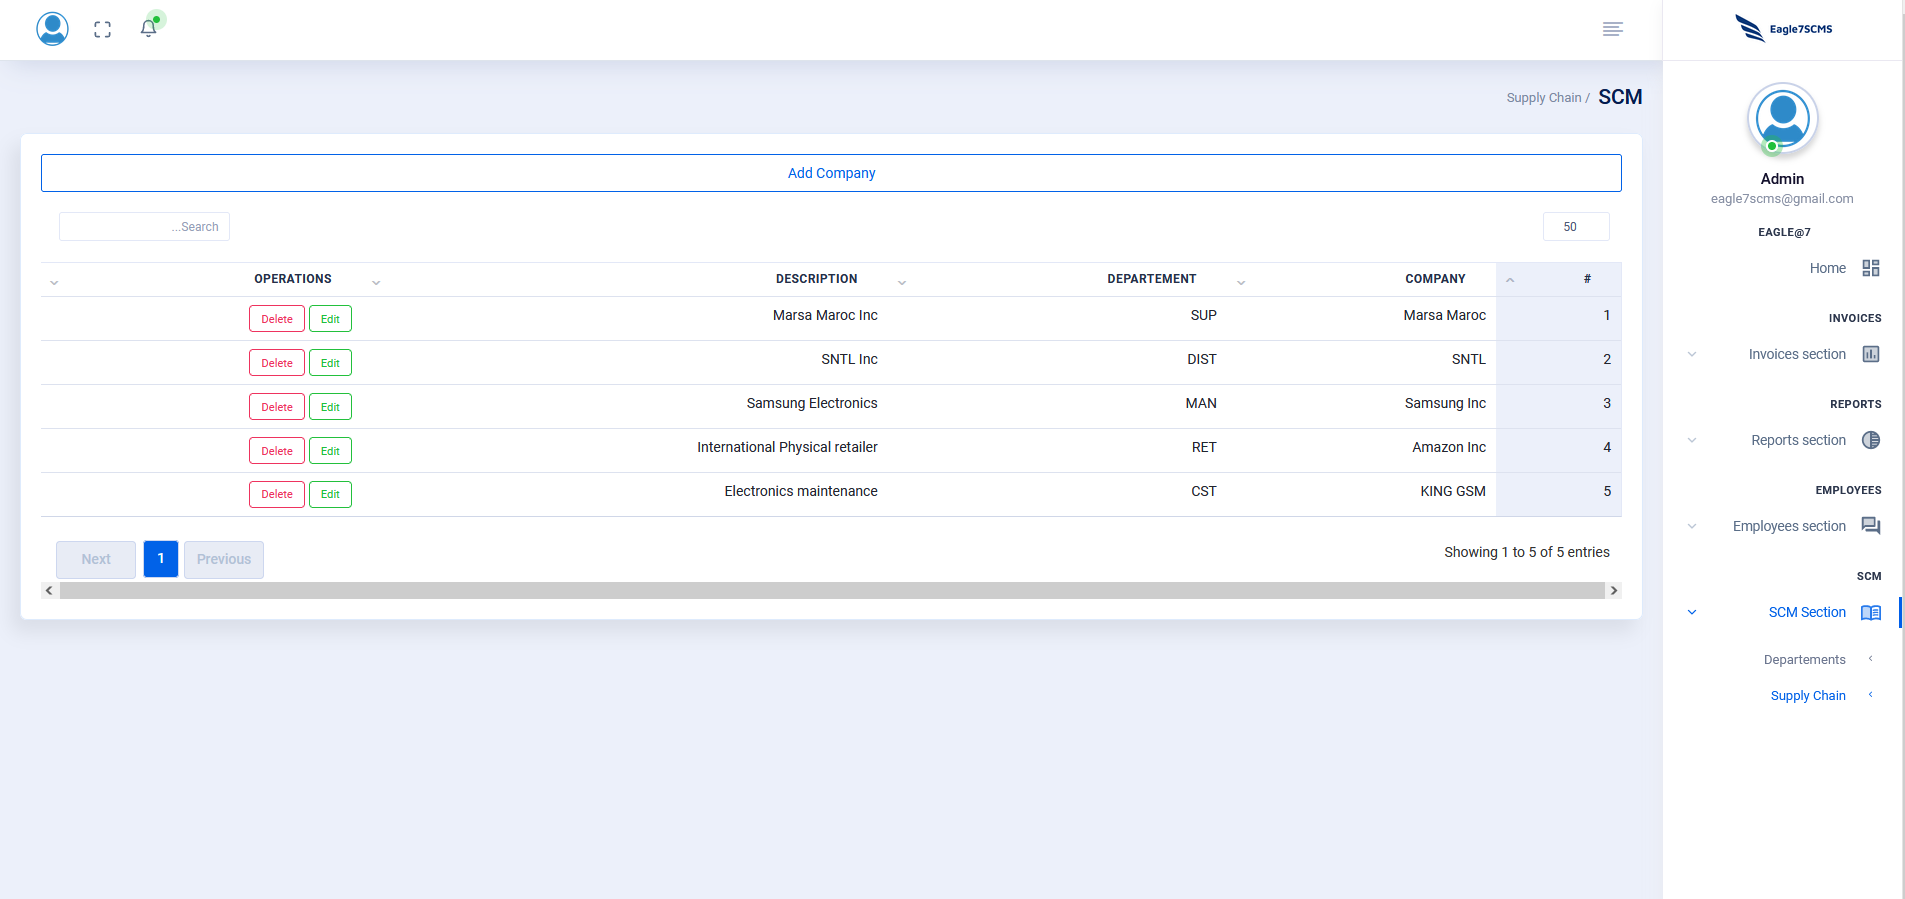 Eagle7SCMS
Supply Chain / SCM
Add Company
...Search
50
OPERATIONS DESCRIPTION DEPARTEMENT COMPANY #
Delete Edit Marsa Maroc Inc SUP Marsa Maroc 1
Delete Edit SNTL Inc DIST SNTL 2
Delete Edit Samsung Electronics MAN Samsung Inc 3
Delete Edit International Physical retailer RET Amazon Inc 4
Delete Edit Electronics maintenance CST KING GSM 5
Next 1 Previous
Showing 1 to 5 of 5 entries
Admin
eagle7scms@gmail.com
EAGLE@7
Home
INVOICES
Invoices section
REPORTS
Reports section
EMPLOYEES
Employees section
SCM
SCM Section
Departements
Supply Chain